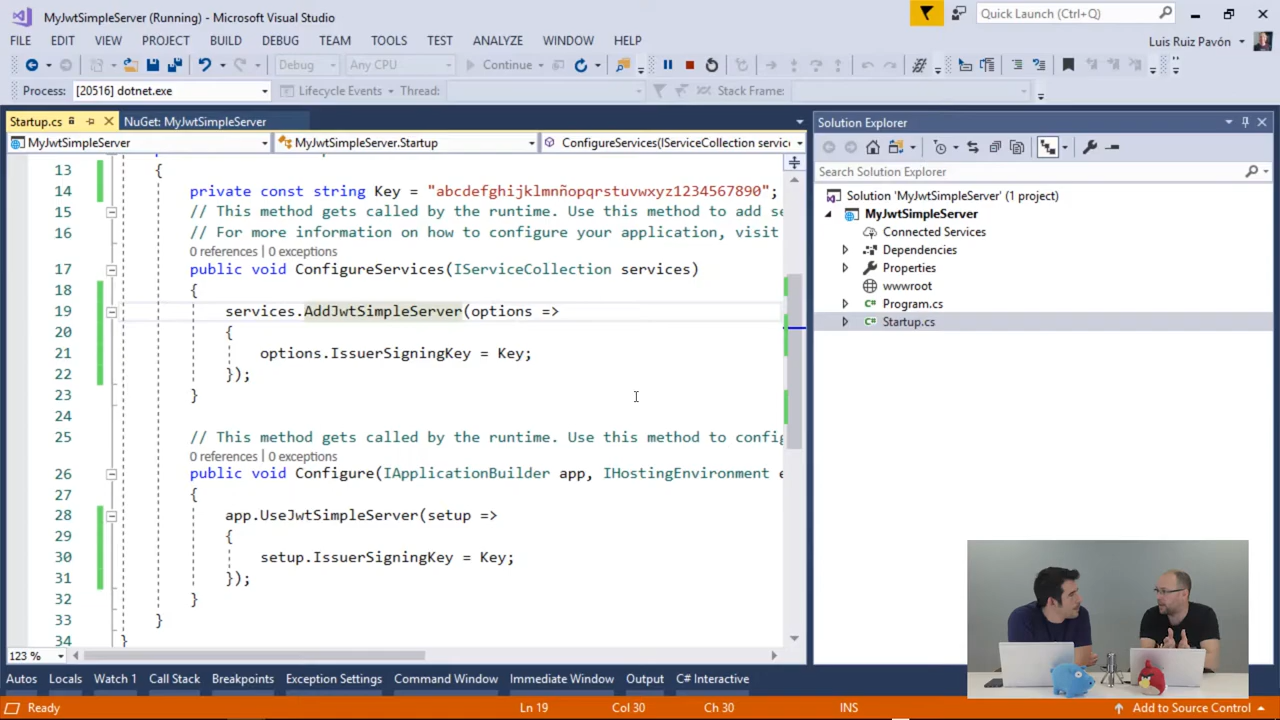 MyJwtSimpleServer (Running) - Microsoft Visual Studio
Quick Launch (Ctrl+Q)
FILE EDIT VIEW PROJECT BUILD DEBUG TEAM TOOLS TEST ANALYZE WINDOW HELP
Luis Ruiz Pavón
Debug Any CPU Continue
Process: [20516] dotnet.exe Lifecycle Events Thread: Stack Frame:
Startup.cs NuGet: MyJwtSimpleServer
MyJwtSimpleServer MyJwtSimpleServer.Startup ConfigureServices(IServiceCollection servic
13 {
14 private const string Key = "abcdefghijklmnñopqrstuvwxyz1234567890";
15 // This method gets called by the runtime. Use this method to add se
16 // For more information on how to configure your application, visit
0 references | 0 exceptions
17 public void ConfigureServices(IServiceCollection services)
18 {
19 services.AddJwtSimpleServer(options =>
20 {
21 options.IssuerSigningKey = Key;
22 });
23 }
24
25 // This method gets called by the runtime. Use this method to config
0 references | 0 exceptions
26 public void Configure(IApplicationBuilder app, IHostingEnvironment e
27 {
28 app.UseJwtSimpleServer(setup =>
29 {
30 setup.IssuerSigningKey = Key;
31 });
32 }
33 }
34 }
123 %
Solution Explorer
Search Solution Explorer
Solution 'MyJwtSimpleServer' (1 project)
MyJwtSimpleServer
Connected Services
Dependencies
Properties
wwwroot
C# Program.cs
C# Startup.cs
Autos Locals Watch 1 Call Stack Breakpoints Exception Settings Command Window Immediate Window Output C# Interactive
Ready Ln 19 Col 30 Ch 30 INS Add to Source Control